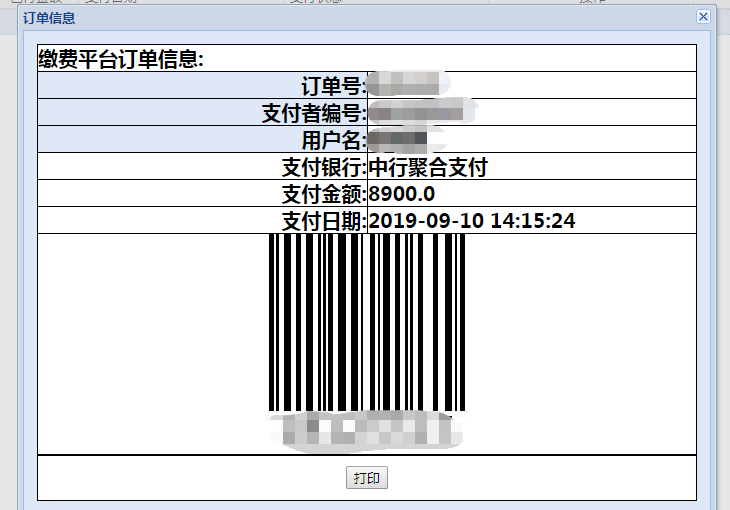 订单信息
缴费平台订单信息:
订单号:
支付者编号:
用户名:
支付银行:中行聚合支付
支付金额:8900.0
支付日期:2019-09-10 14:15:24
打印